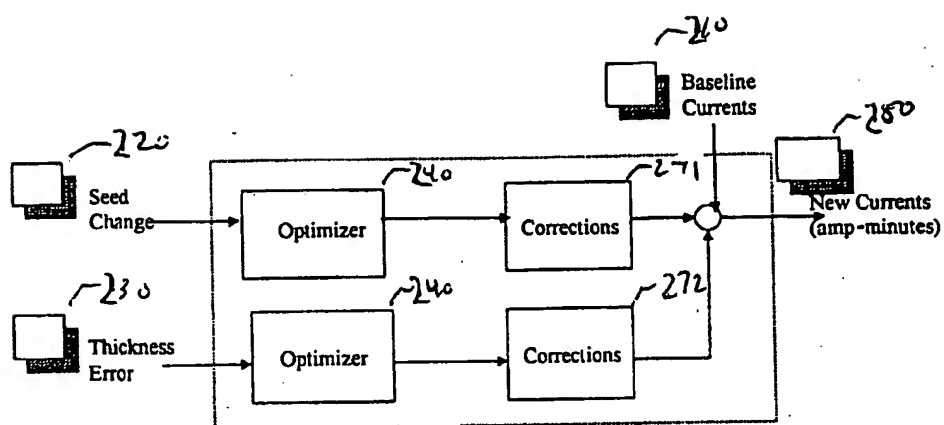 210
Baseline
Currents
280
220
Seed
Change
240
Optimizer
271
Corrections
New Currents
(amp-minutes)
230
Thickness
Error
240
Optimizer
272
Corrections